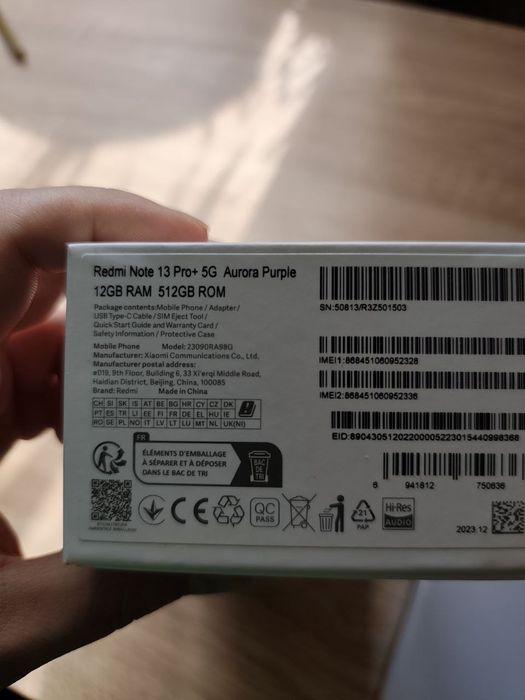 Redmi Note 13 Pro+ 5G Aurora Purple
12GB RAM 512GB ROM
Package contents:Mobile Phone / Adapter /
USB Type-C Cable / SIM Eject Tool /
Quick Start Guide and Warranty Card /
Safety Information / Protective Case
Mobile Phone Model: 23090RA98G
Manufacturer: Xiaomi Communications Co., Ltd.
Manufacturer postal address:
#019, 9th Floor, Building 6, 33 Xi'erqi Middle Road,
Haidian District, Beijing, China, 100085
Brand: Redmi Made in China
CH SI SK IS AT BE BG HR CY CZ DK
PT ES TR LI EE FI FR DE EL HU IE
RO SE PL NO IT LV LT LU MT NL UK(NI)
FR
ÉLÉMENTS D'EMBALLAGE
À SÉPARER ET À DÉPOSER
DANS LE BAC DE TRI
BAC
DE TRI
CE
QC
PASS
21
PAP
Hi-Res
AUDIO
SN:50813/R3Z501503
IMEI1:868451060952328
IMEI2:868451060952336
EID:89043051202200005223015440998368
6 941812 750636
2023.12